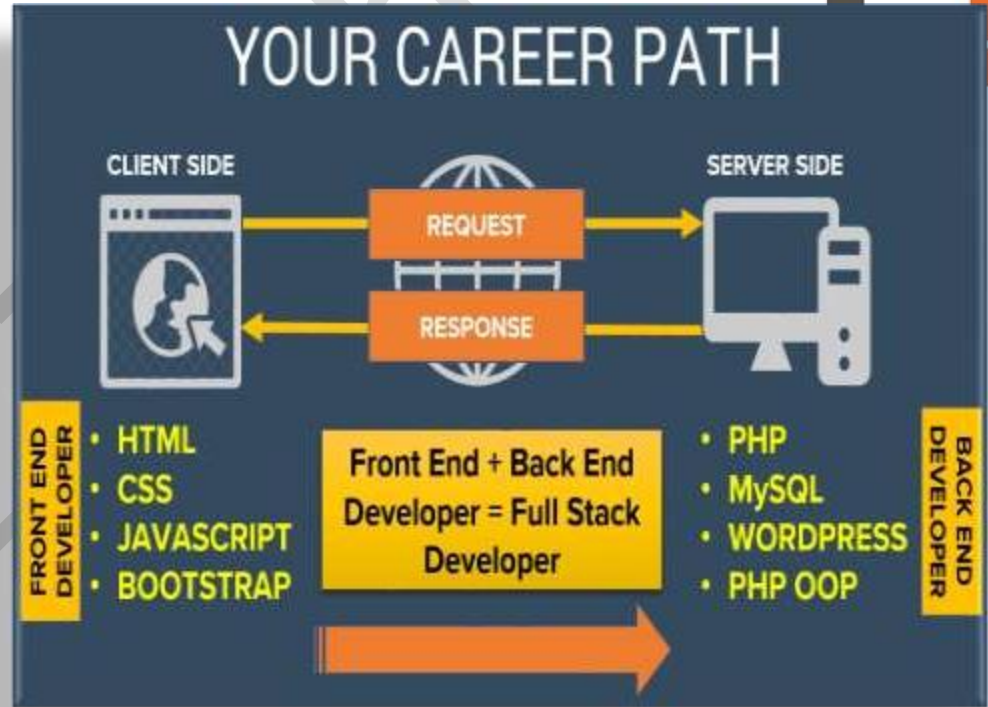 YOUR CAREER PATH
CLIENT SIDE
SERVER SIDE
REQUEST
RESPONSE
FRONT END
DEVELOPER
• HTML
• CSS
• JAVASCRIPT
• BOOTSTRAP
Front End + Back End
Developer = Full Stack
Developer
• PHP
• MySQL
• WORDPRESS
• PHP OOP
BACK END
DEVELOPER